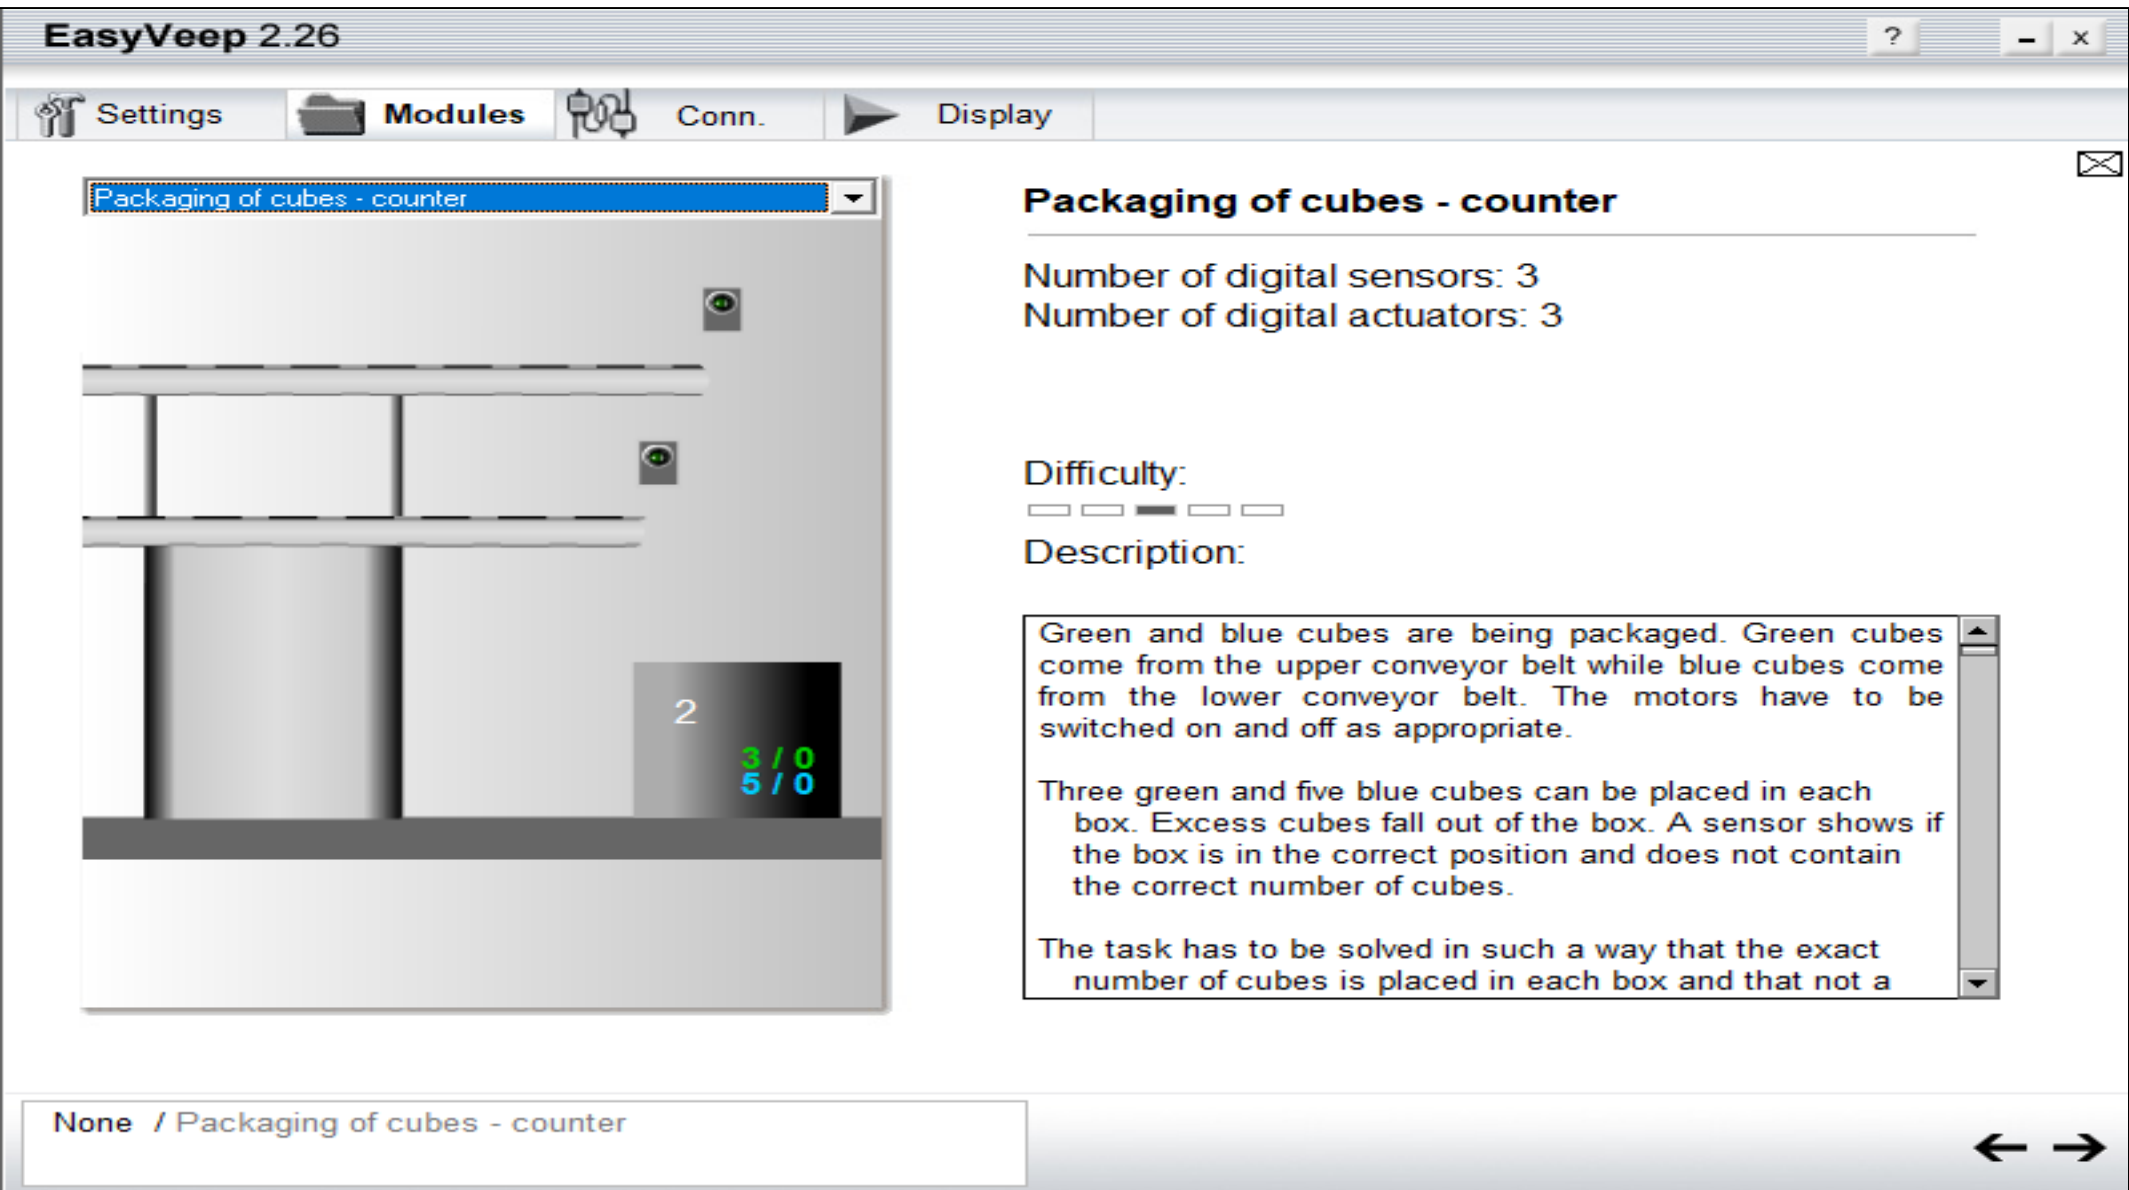 EasyVeep 2.26
?
Settings
Modules
Conn.
Display
Packaging of cubes - counter
2
3 / 0
5 / 0
Packaging of cubes - counter
Number of digital sensors: 3
Number of digital actuators: 3
Difficulty:
Description:
Green and blue cubes are being packaged. Green cubes
come from the upper conveyor belt while blue cubes come
from the lower conveyor belt. The motors have to be
switched on and off as appropriate.
Three green and five blue cubes can be placed in each
box. Excess cubes fall out of the box. A sensor shows if
the box is in the correct position and does not contain
the correct number of cubes.
The task has to be solved in such a way that the exact
number of cubes is placed in each box and that not a
None / Packaging of cubes - counter